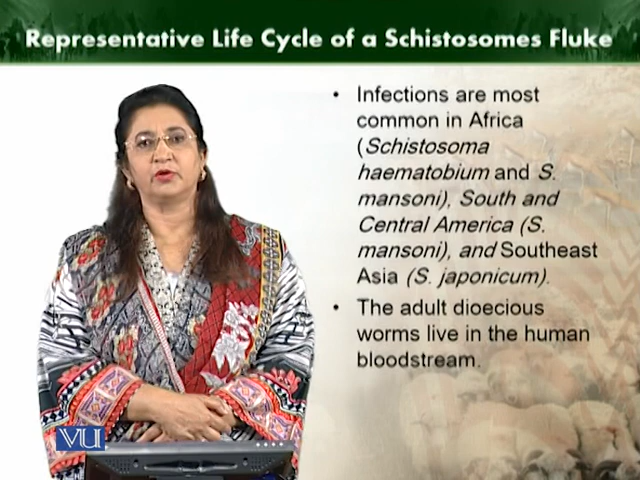 Representative Life Cycle of a Schistosomes Fluke
• Infections are most
common in Africa
(Schistosoma
haematobium and S.
mansoni), South and
Central America (S.
mansoni), and Southeast
Asia (S. japonicum).
• The adult dioecious
worms live in the human
bloodstream.
VU